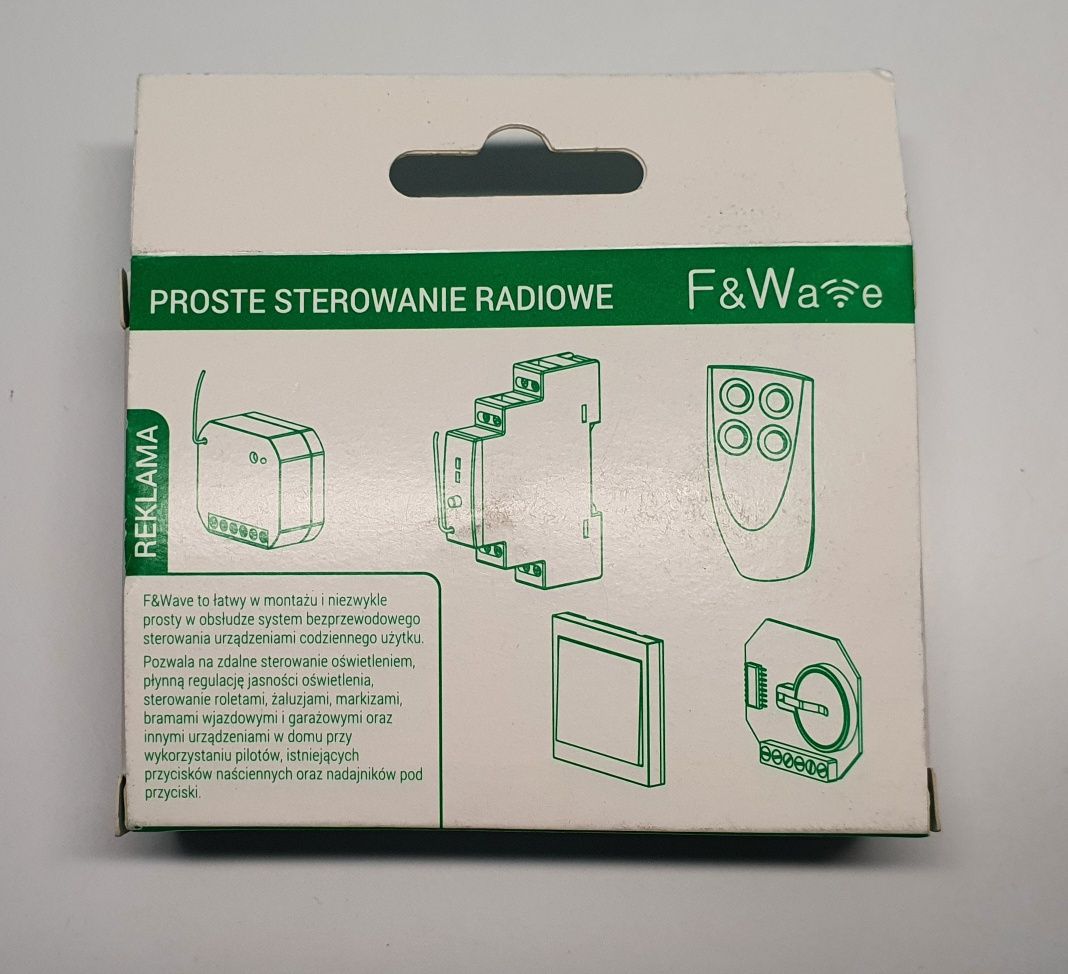 PROSTE STEROWANIE RADIOWE
F&Wave
REKLAMA
F&Wave to łatwy w montażu i niezwykle
prosty w obsłudze system bezprzewodowego
sterowania urządzeniami codziennego użytku.
Pozwala na zdalne sterowanie oświetleniem,
płynną regulację jasności oświetlenia,
sterowanie roletami, żaluzjami, markizami,
bramami wjazdowymi i garażowymi oraz
innymi urządzeniami w domu przy
wykorzystaniu pilotów, istniejących
przycisków naściennych oraz nadajników pod
przyciski.